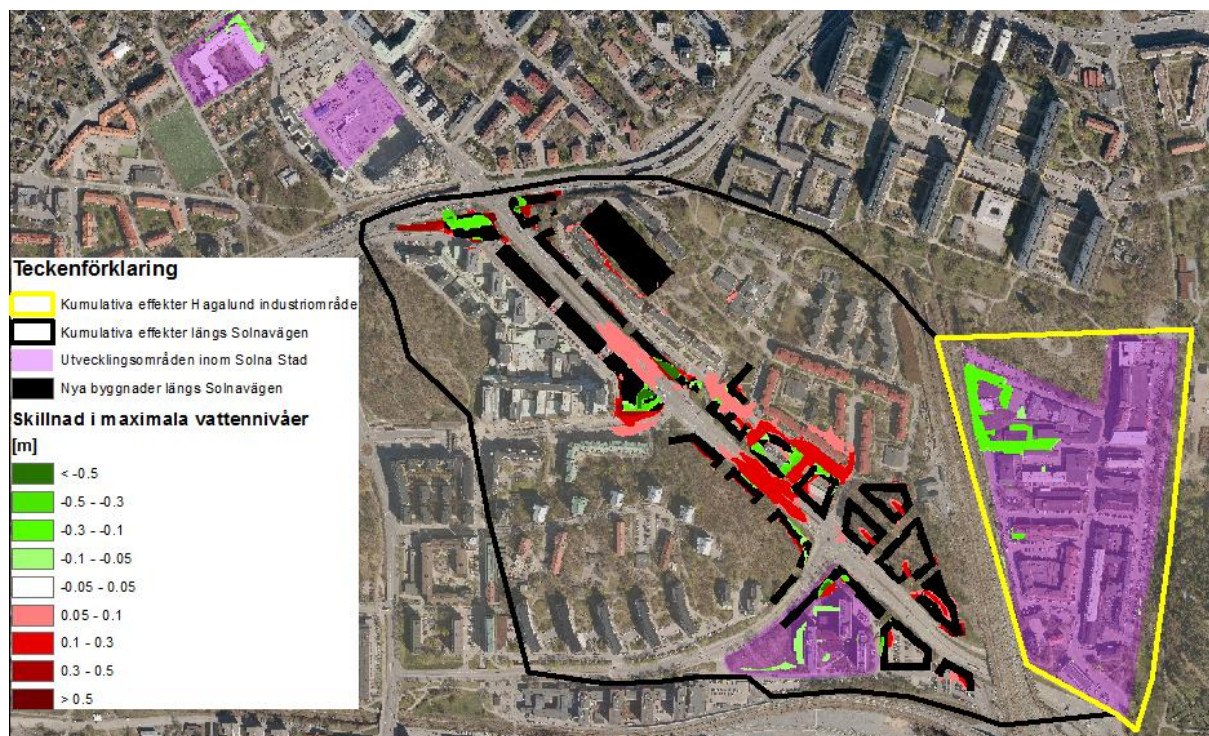 Teckenförklaring
Kumulativa effekter Hagalund industriområde
Kumulativa effekter längs Solnavägen
Utvecklingsområden inom Solna Stad
Nya byggnader längs Solnavägen
Skillnad i maximala vattennivåer
[m]
< -0.5
-0.5 - -0.3
-0.3 - -0.1
-0.1 - -0.05
-0.05 - 0.05
0.05 - 0.1
0.1 - 0.3
0.3 - 0.5
> 0.5